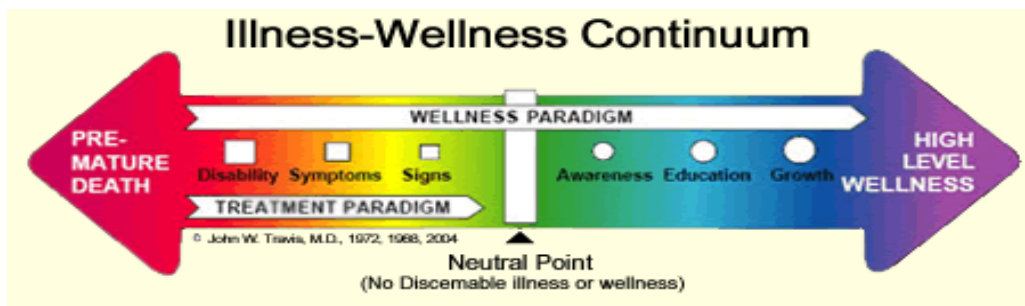 Illness-Wellness Continuum
WELLNESS PARADIGM
PRE-
MATURE
DEATH
Disability Symptoms Signs
Awareness Education Growth
HIGH
LEVEL
WELLNESS
TREATMENT PARADIGM
© John W. Travis, M.D., 1972, 1988, 2004
Neutral Point
(No Discernable illness or wellness)